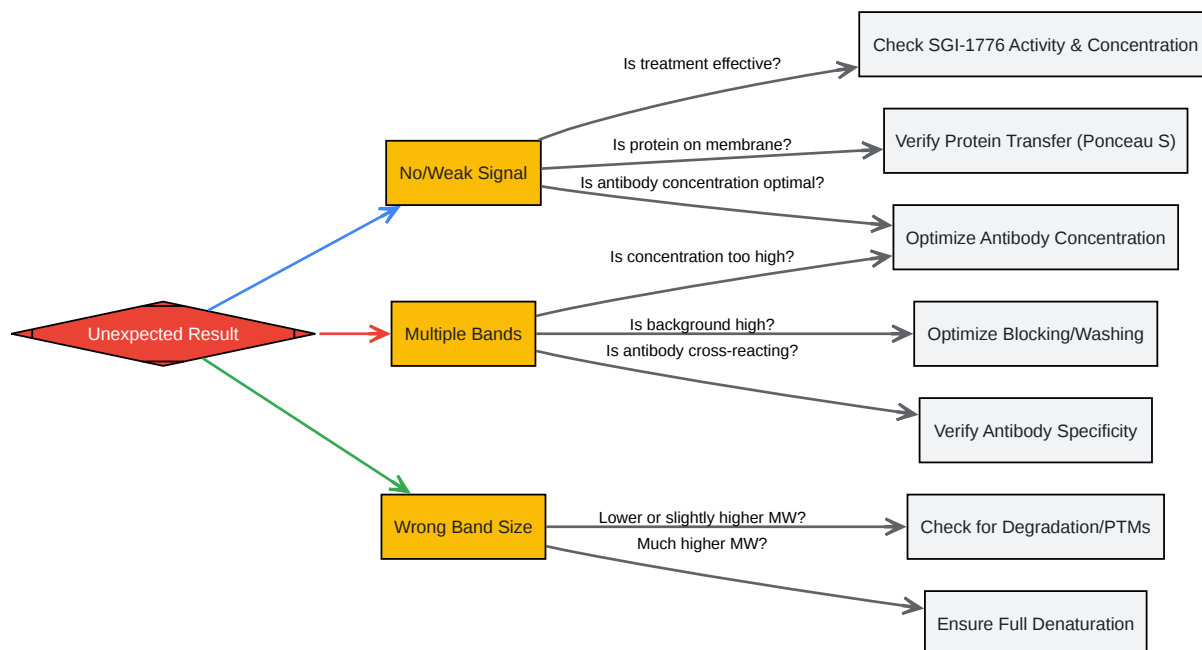 Check SGI-1776 Activity & Concentration
Is treatment effective?
Verify Protein Transfer (Ponceau S)
Is protein on membrane?
No/Weak Signal
Is antibody concentration optimal?
Optimize Antibody Concentration
Is concentration too high?
Unexpected Result
Multiple Bands
Is background high?
Optimize Blocking/Washing
Is antibody cross-reacting?
Verify Antibody Specificity
Wrong Band Size
Lower or slightly higher MW?
Check for Degradation/PTMs
Much higher MW?
Ensure Full Denaturation